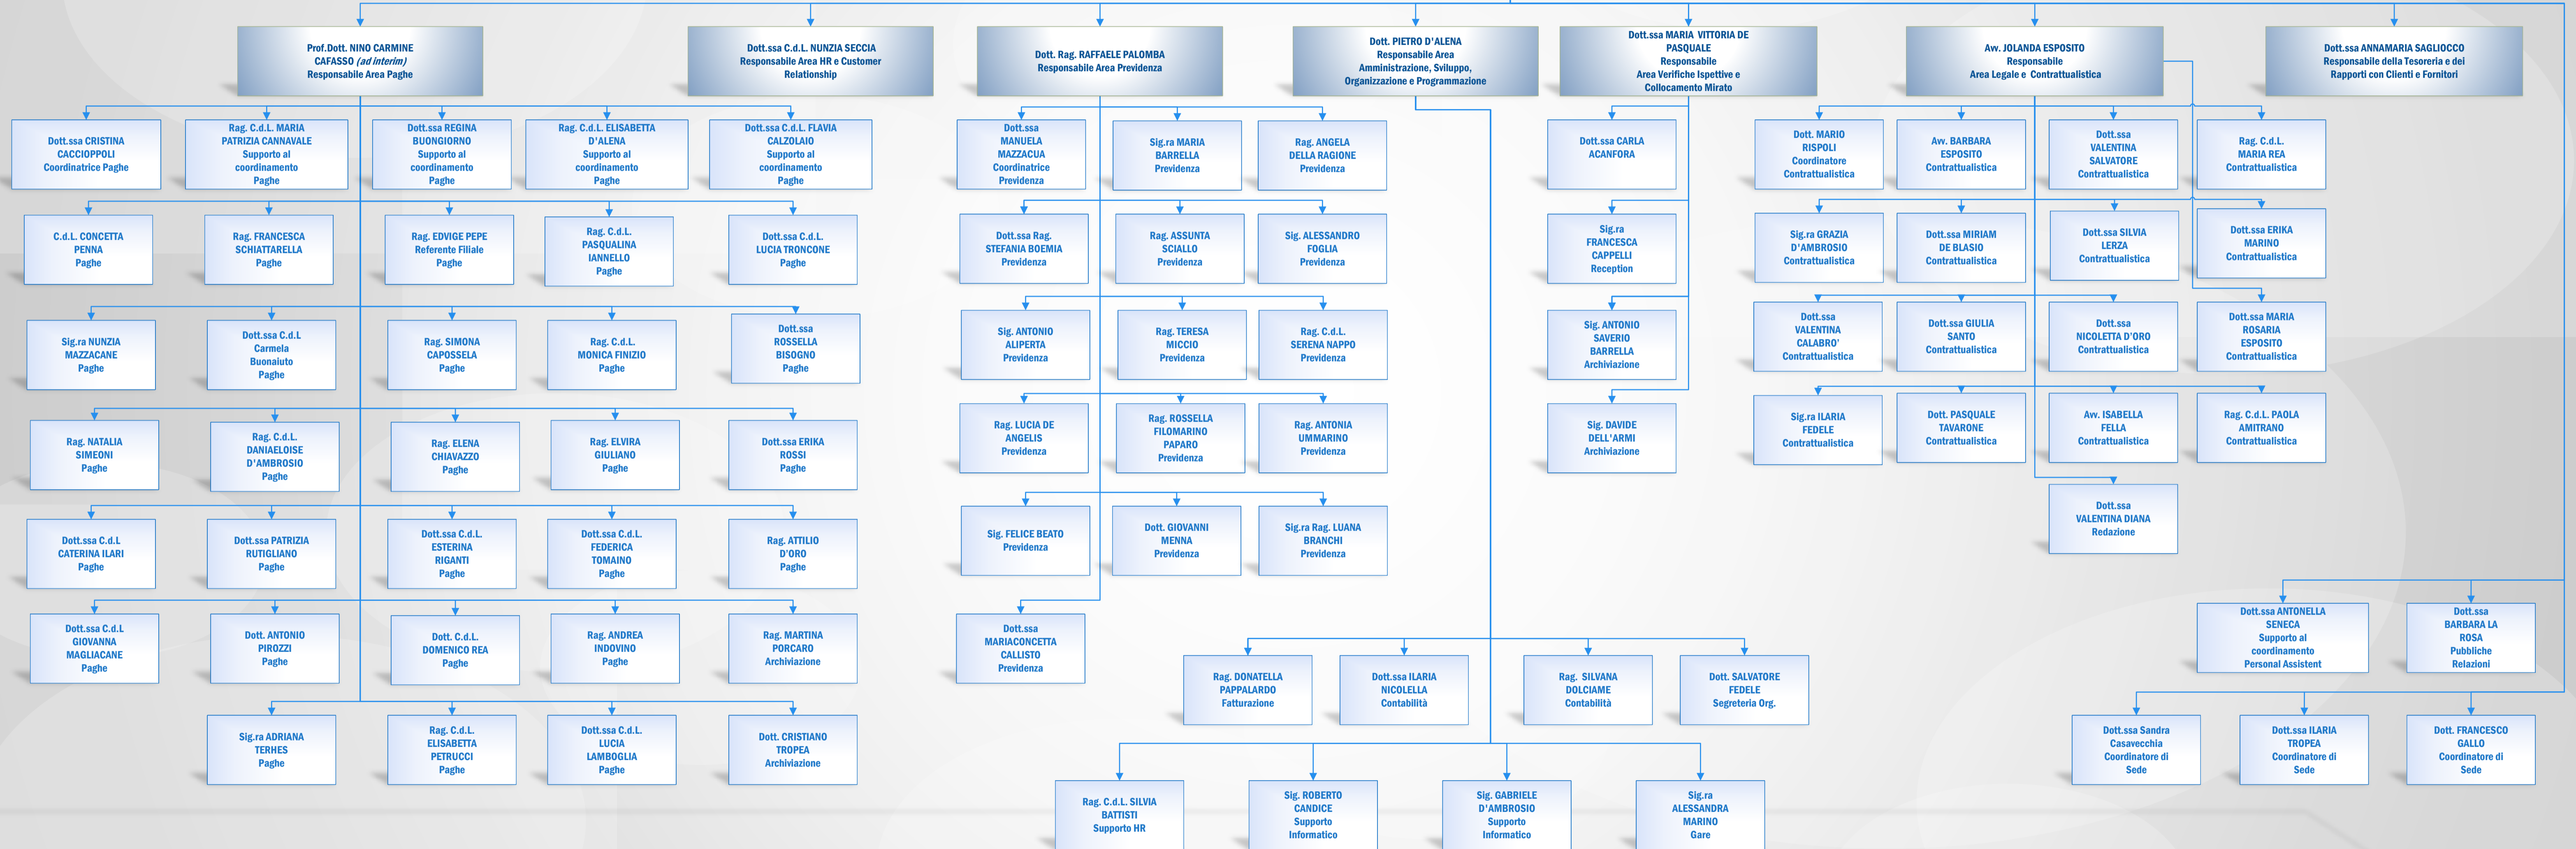 Prof.Dott. NINO CARMINE
CAFASSO (ad interim)
Responsabile Area Paghe
Dott.ssa C.d.L. NUNZIA SECCIA
Responsabile Area HR e Customer
Relationship
Dott. Rag. RAFFAELE PALOMBA
Responsabile Area Previdenza
Dott. PIETRO D'ALENA
Responsabile Area
Amministrazione, Sviluppo,
Organizzazione e Programmazione
Dott.ssa MARIA VITTORIA DE
PASQUALE
Responsabile
Area Verifiche Ispettive e
Collocamento Mirato
Avv. JOLANDA ESPOSITO
Responsabile
Area Legale e Contrattualistica
Dott.ssa ANNAMARIA SAGLIOCCO
Responsabile della Tesoreria e dei
Rapporti con Clienti e Fornitori
Dott.ssa CRISTINA
CACCIOPPOLI
Coordinatrice Paghe
Rag. C.d.L. MARIA
PATRIZIA CANNAVALE
Supporto al
coordinamento
Paghe
Dott.ssa REGINA
BUONGIORNO
Supporto al
coordinamento
Paghe
Rag. C.d.L. ELISABETTA
D'ALENA
Supporto al
coordinamento
Paghe
Dott.ssa C.d.L. FLAVIA
CALZOLAIO
Supporto al
coordinamento
Paghe
C.d.L. CONCETTA
PENNA
Paghe
Rag. FRANCESCA
SCHIATTARELLA
Paghe
Rag. EDVIGE PEPE
Referente Filiale
Paghe
Rag. C.d.L.
PASQUALINA
IANNELLO
Paghe
Dott.ssa C.d.L.
LUCIA TRONCONE
Paghe
Sig.ra NUNZIA
MAZZACANE
Paghe
Dott.ssa C.d.L
Carmela
Buonaiuto
Paghe
Rag. SIMONA
CAPOSSELA
Paghe
Rag. C.d.L.
MONICA FINIZIO
Paghe
Dott.ssa
ROSSELLA
BISOGNO
Paghe
Rag. NATALIA
SIMEONI
Paghe
Rag. C.d.L.
DANIAELOISE
D'AMBROSIO
Paghe
Rag. ELENA
CHIAVAZZO
Paghe
Rag. ELVIRA
GIULIANO
Paghe
Dott.ssa ERIKA
ROSSI
Paghe
Dott.ssa C.d.L
CATERINA ILARI
Paghe
Dott.ssa PATRIZIA
RUTIGLIANO
Paghe
Dott.ssa C.d.L.
ESTERINA
RIGANTI
Paghe
Dott.ssa C.d.L.
FEDERICA
TOMAINO
Paghe
Rag. ATTILIO
D'ORO
Paghe
Dott.ssa C.d.L
GIOVANNA
MAGLIACANE
Paghe
Dott. ANTONIO
PIROZZI
Paghe
Dott. C.d.L.
DOMENICO REA
Paghe
Rag. ANDREA
INDOVINO
Paghe
Rag. MARTINA
PORCARO
Archiviazione
Sig.ra ADRIANA
TERHES
Paghe
Rag. C.d.L.
ELISABETTA
PETRUCCI
Paghe
Dott.ssa C.d.L.
LUCIA
LAMBOGLIA
Paghe
Dott. CRISTIANO
TROPEA
Archiviazione
Dott.ssa
MANUELA
MAZZACUA
Coordinatrice
Previdenza
Sig.ra MARIA
BARRELLA
Previdenza
Rag. ANGELA
DELLA RAGIONE
Previdenza
Dott.ssa Rag.
STEFANIA BOEMIA
Previdenza
Rag. ASSUNTA
SCIALLO
Previdenza
Sig. ALESSANDRO
FOGLIA
Previdenza
Sig. ANTONIO
ALIPERTA
Previdenza
Rag. TERESA
MICCIO
Previdenza
Rag. C.d.L.
SERENA NAPPO
Previdenza
Rag. LUCIA DE
ANGELIS
Previdenza
Rag. ROSSELLA
FILOMARINO
PAPARO
Previdenza
Rag. ANTONIA
UMMARINO
Previdenza
Sig. FELICE BEATO
Previdenza
Dott. GIOVANNI
MENNA
Previdenza
Sig.ra Rag. LUANA
BRANCHI
Previdenza
Dott.ssa
MARIACONCETTA
CALLISTO
Previdenza
Rag. DONATELLA
PAPPALARDO
Fatturazione
Dott.ssa ILARIA
NICOLELLA
Contabilità
Rag. SILVANA
DOLCIAME
Contabilità
Dott. SALVATORE
FEDELE
Segreteria Org.
Rag. C.d.L. SILVIA
BATTISTI
Supporto HR
Sig. ROBERTO
CANDICE
Supporto
Informatico
Sig. GABRIELE
D'AMBROSIO
Supporto
Informatico
Sig.ra
ALESSANDRA
MARINO
Gare
Dott.ssa CARLA
ACANFORA
Sig.ra
FRANCESCA
CAPPELLI
Reception
Sig. ANTONIO
SAVERIO
BARRELLA
Archiviazione
Sig. DAVIDE
DELL'ARMI
Archiviazione
Dott. MARIO
RISPOLI
Coordinatore
Contrattualistica
Avv. BARBARA
ESPOSITO
Contrattualistica
Dott.ssa
VALENTINA
SALVATORE
Contrattualistica
Rag. C.d.L.
MARIA REA
Contrattualistica
Sig.ra GRAZIA
D'AMBROSIO
Contrattualistica
Dott.ssa MIRIAM
DE BLASIO
Contrattualistica
Dott.ssa SILVIA
LERZA
Contrattualistica
Dott.ssa ERIKA
MARINO
Contrattualistica
Dott.ssa
VALENTINA
CALABRO'
Contrattualistica
Dott.ssa GIULIA
SANTO
Contrattualistica
Dott.ssa
NICOLETTA D'ORO
Contrattualistica
Dott.ssa MARIA
ROSARIA
ESPOSITO
Contrattualistica
Sig.ra ILARIA
FEDELE
Contrattualistica
Dott. PASQUALE
TAVARONE
Contrattualistica
Avv. ISABELLA
FELLA
Contrattualistica
Rag. C.d.L. PAOLA
AMITRANO
Contrattualistica
Dott.ssa
VALENTINA DIANA
Redazione
Dott.ssa ANTONELLA
SENECA
Supporto al
coordinamento
Personal Assistent
Dott.ssa
BARBARA LA
ROSA
Pubbliche
Relazioni
Dott.ssa Sandra
Casavecchia
Coordinatore di
Sede
Dott.ssa ILARIA
TROPEA
Coordinatore di
Sede
Dott. FRANCESCO
GALLO
Coordinatore di
Sede